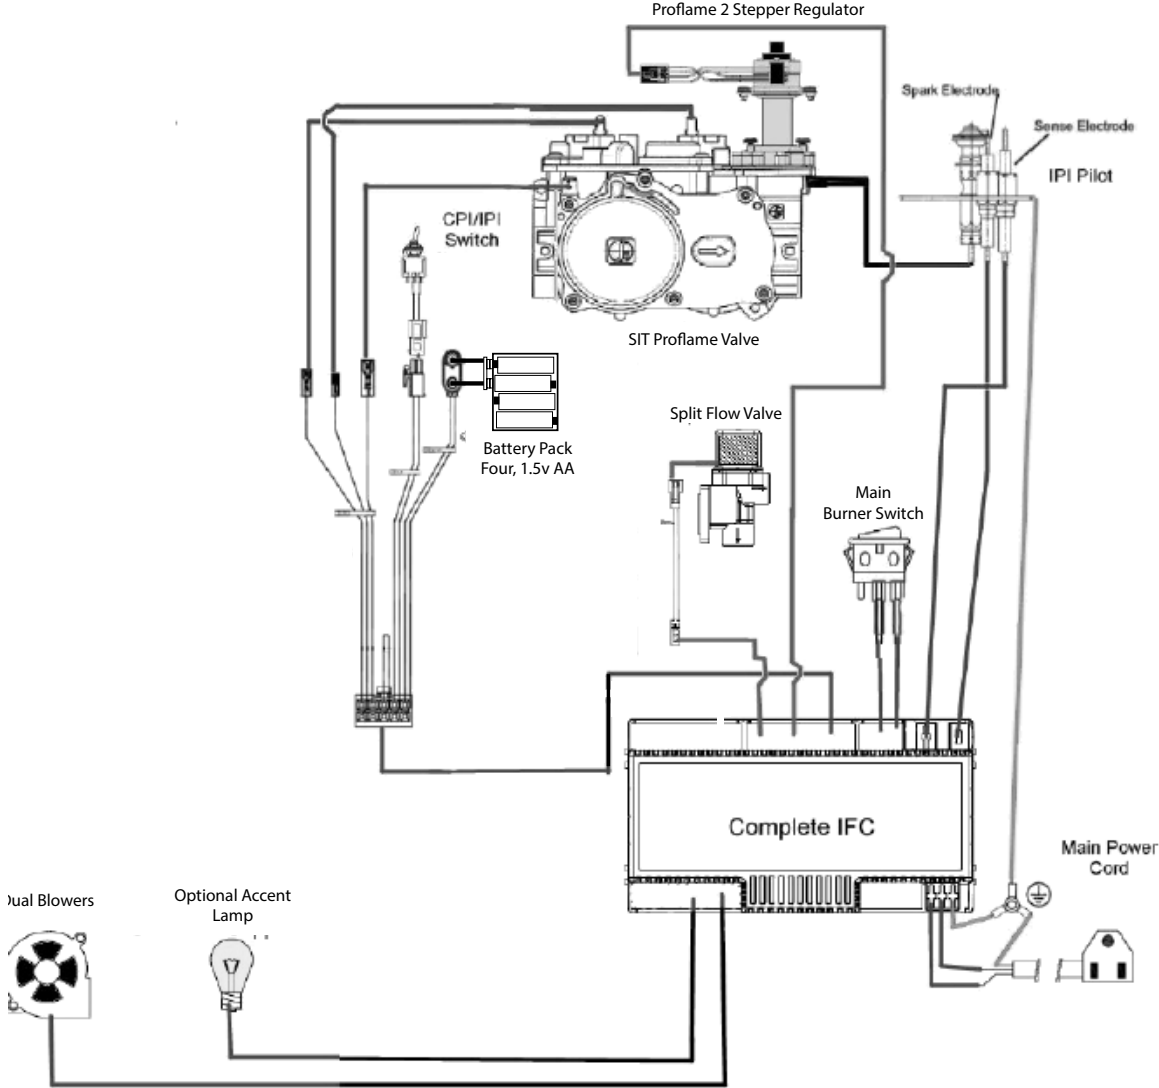 Proflame 2 Stepper Regulator
Spark Electrode
Sense Electrode
IPI Pilot
CPI/IPI
Switch
SIT Proflame Valve
Split Flow Valve
Battery Pack
Four, 1.5v AA
Main
Burner Switch
Complete IFC
Main Power
Cord
Dual Blowers
Optional Accent
Lamp